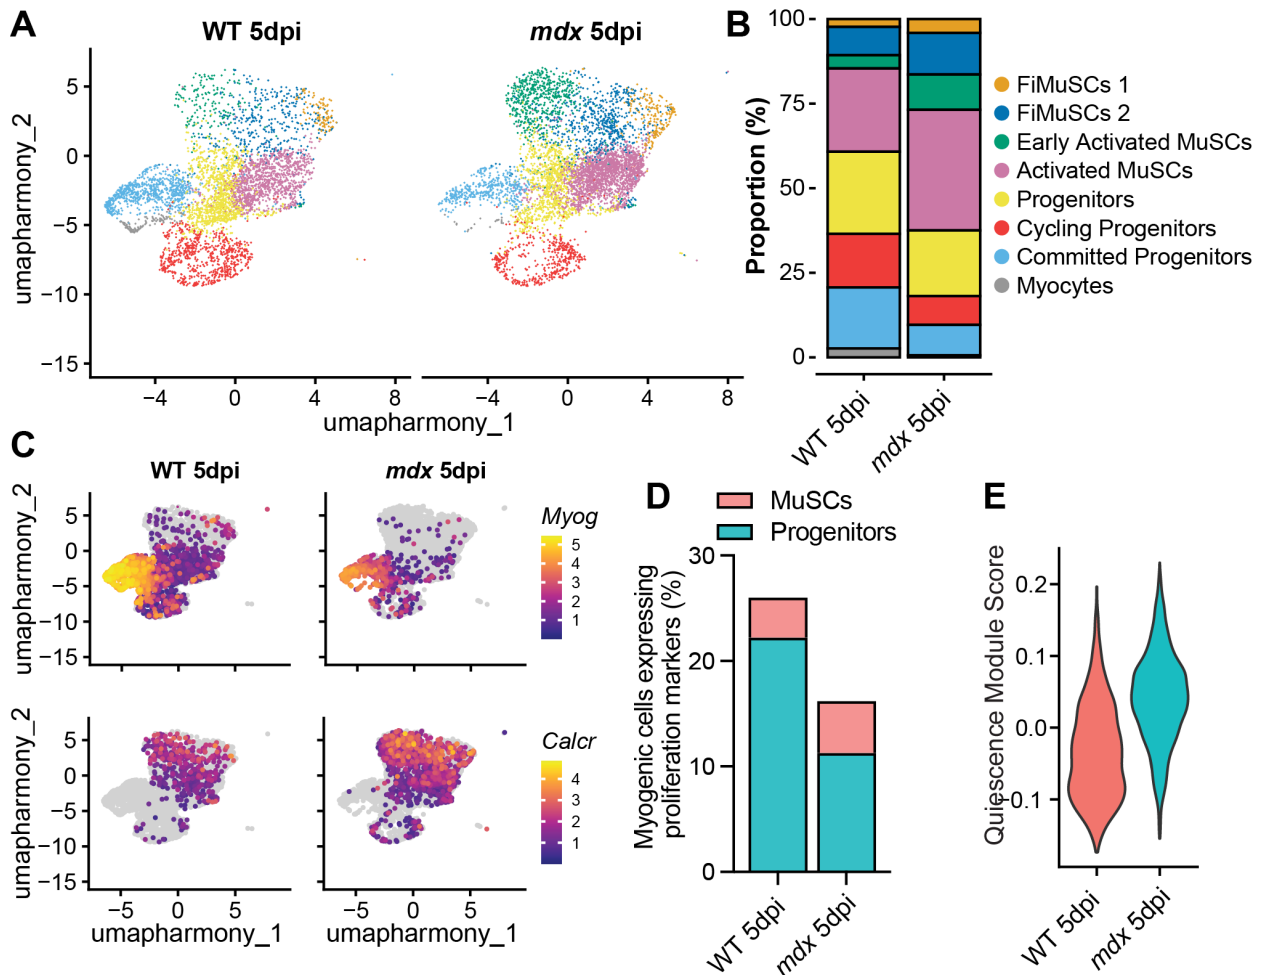 A
WT 5dpi
mdx 5dpi
umapharmony_2
5
0
−5
−10
−15
−4
0
4
8
−4
0
4
8
umapharmony_1
B
Proportion (%)
100
75
50
25
0
WT 5dpi
mdx 5dpi
FiMuSCs 1
FiMuSCs 2
Early Activated MuSCs
Activated MuSCs
Progenitors
Cycling Progenitors
Committed Progenitors
Myocytes
C
WT 5dpi
mdx 5dpi
umapharmony_2
5
0
−5
−10
−15
Myog
5
4
3
2
1
umapharmony_2
5
0
−5
−10
−15
−5
0
5
−5
0
5
umapharmony_1
umapharmony_1
Calcr
4
3
2
1
D
MuSCs
Progenitors
Myogenic cells expressing
proliferation markers (%)
30
20
10
0
WT 5dpi
mdx 5dpi
E
Quiescence Module Score
0.2
0.1
0.0
−0.1
WT 5dpi
mdx 5dpi